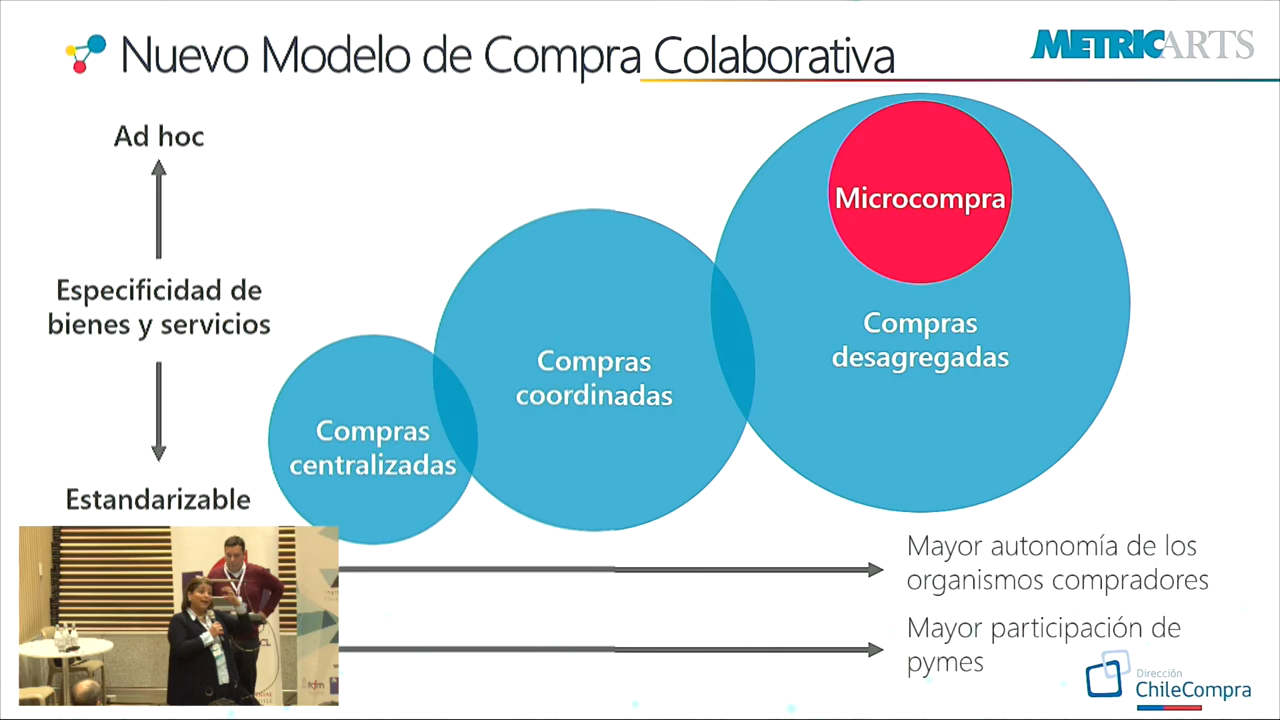 Nuevo Modelo de Compra Colaborativa
METRICARTS
Ad hoc
Especificidad de
bienes y servicios
Estandarizable
Compras
centralizadas
Compras
coordinadas
Microcompra
Compras
desagregadas
Mayor autonomía de los
organismos compradores
Mayor participación de
pymes
Dirección
ChileCompra